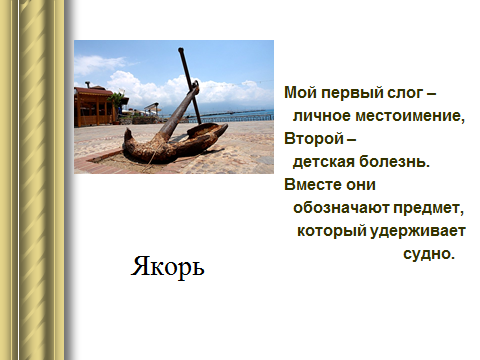 Мой первый слог –
личное местоимение,
Второй –
детская болезнь.
Вместе они
обозначают предмет,
который удерживает
судно.
Якорь